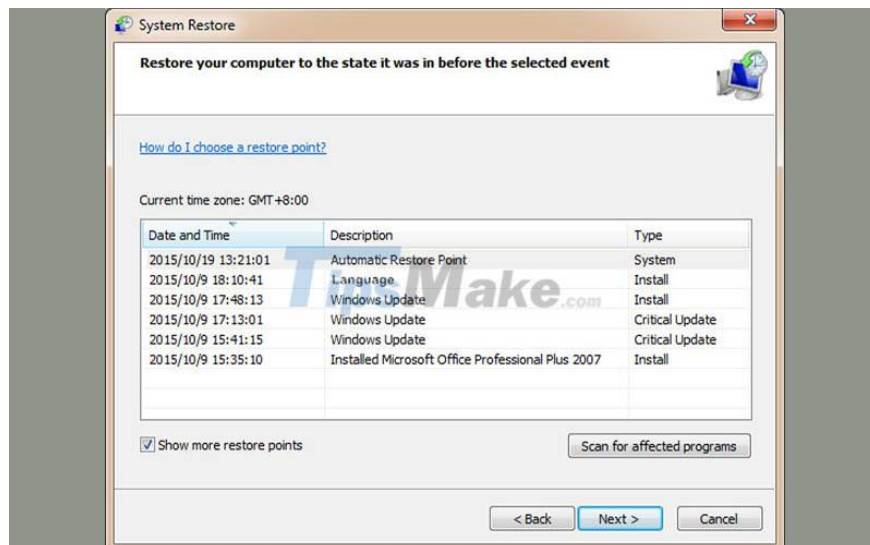 System Restore
Restore your computer to the state it was in before the selected event
How do I choose a restore point?
Current time zone: GMT+8:00
Date and Time Description Type
2015/10/19 13:21:01 Automatic Restore Point System
2015/10/9 18:10:41 Language Install
2015/10/9 17:48:13 Windows Update Install
2015/10/9 17:13:01 Windows Update Critical Update
2015/10/9 15:41:15 Windows Update Critical Update
2015/10/9 15:35:10 Installed Microsoft Office Professional Plus 2007 Install
TipsMake.com
Show more restore points Scan for affected programs
< Back Next > Cancel